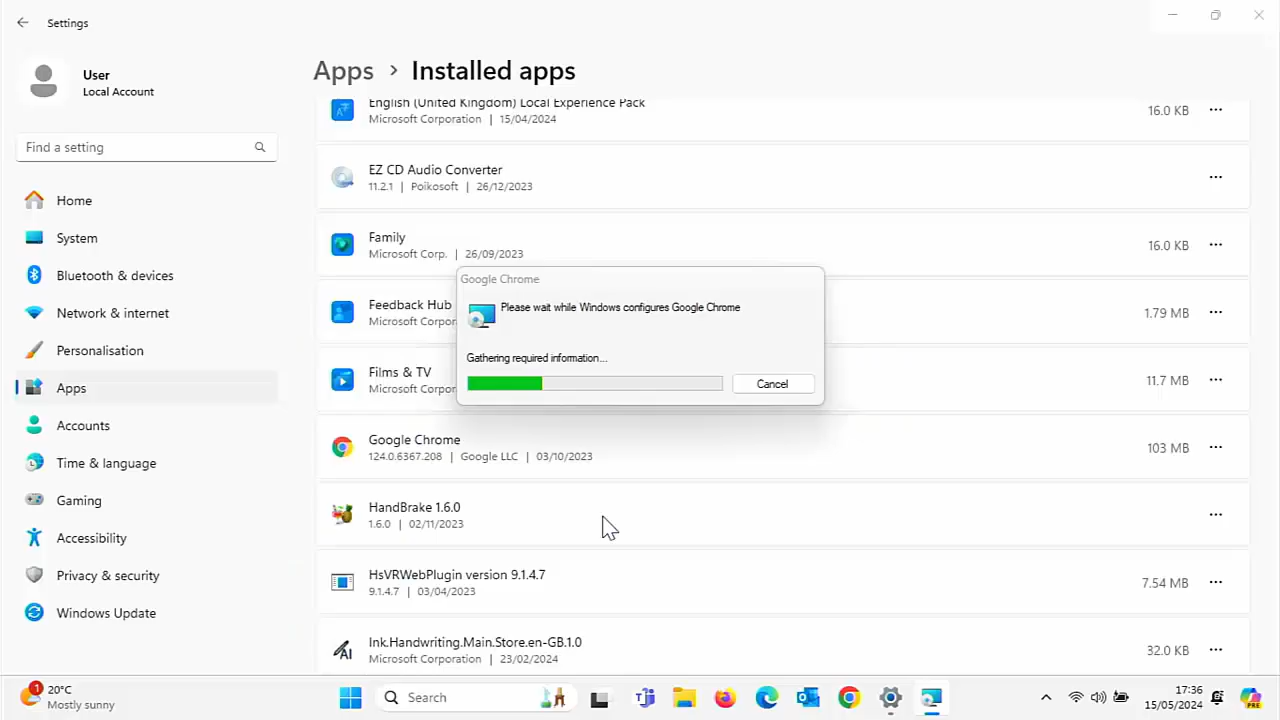 Settings
User
Local Account
Find a setting
Home
System
Bluetooth & devices
Network & internet
Personalisation
Apps
Accounts
Time & language
Gaming
Accessibility
Privacy & security
Windows Update
Apps > Installed apps
English (United Kingdom) Local Experience Pack
Microsoft Corporation | 15/04/2024
16.0 KB
EZ CD Audio Converter
11.2.1 | Poikosoft | 26/12/2023
Family
Microsoft Corp. | 26/09/2023
16.0 KB
Feedback Hub
Microsoft Corpor
1.79 MB
Films & TV
Microsoft Corpor
11.7 MB
Google Chrome
Please wait while Windows configures Google Chrome
Gathering required information...
Cancel
Google Chrome
124.0.6367.208 | Google LLC | 03/10/2023
103 MB
HandBrake 1.6.0
1.6.0 | 02/11/2023
HsVRWebPlugin version 9.1.4.7
9.1.4.7 | 03/04/2023
7.54 MB
Ink.Handwriting.Main.Store.en-GB.1.0
Microsoft Corporation | 23/02/2024
32.0 KB
1
20°C
Mostly sunny
Search
17:36
15/05/2024
PRE